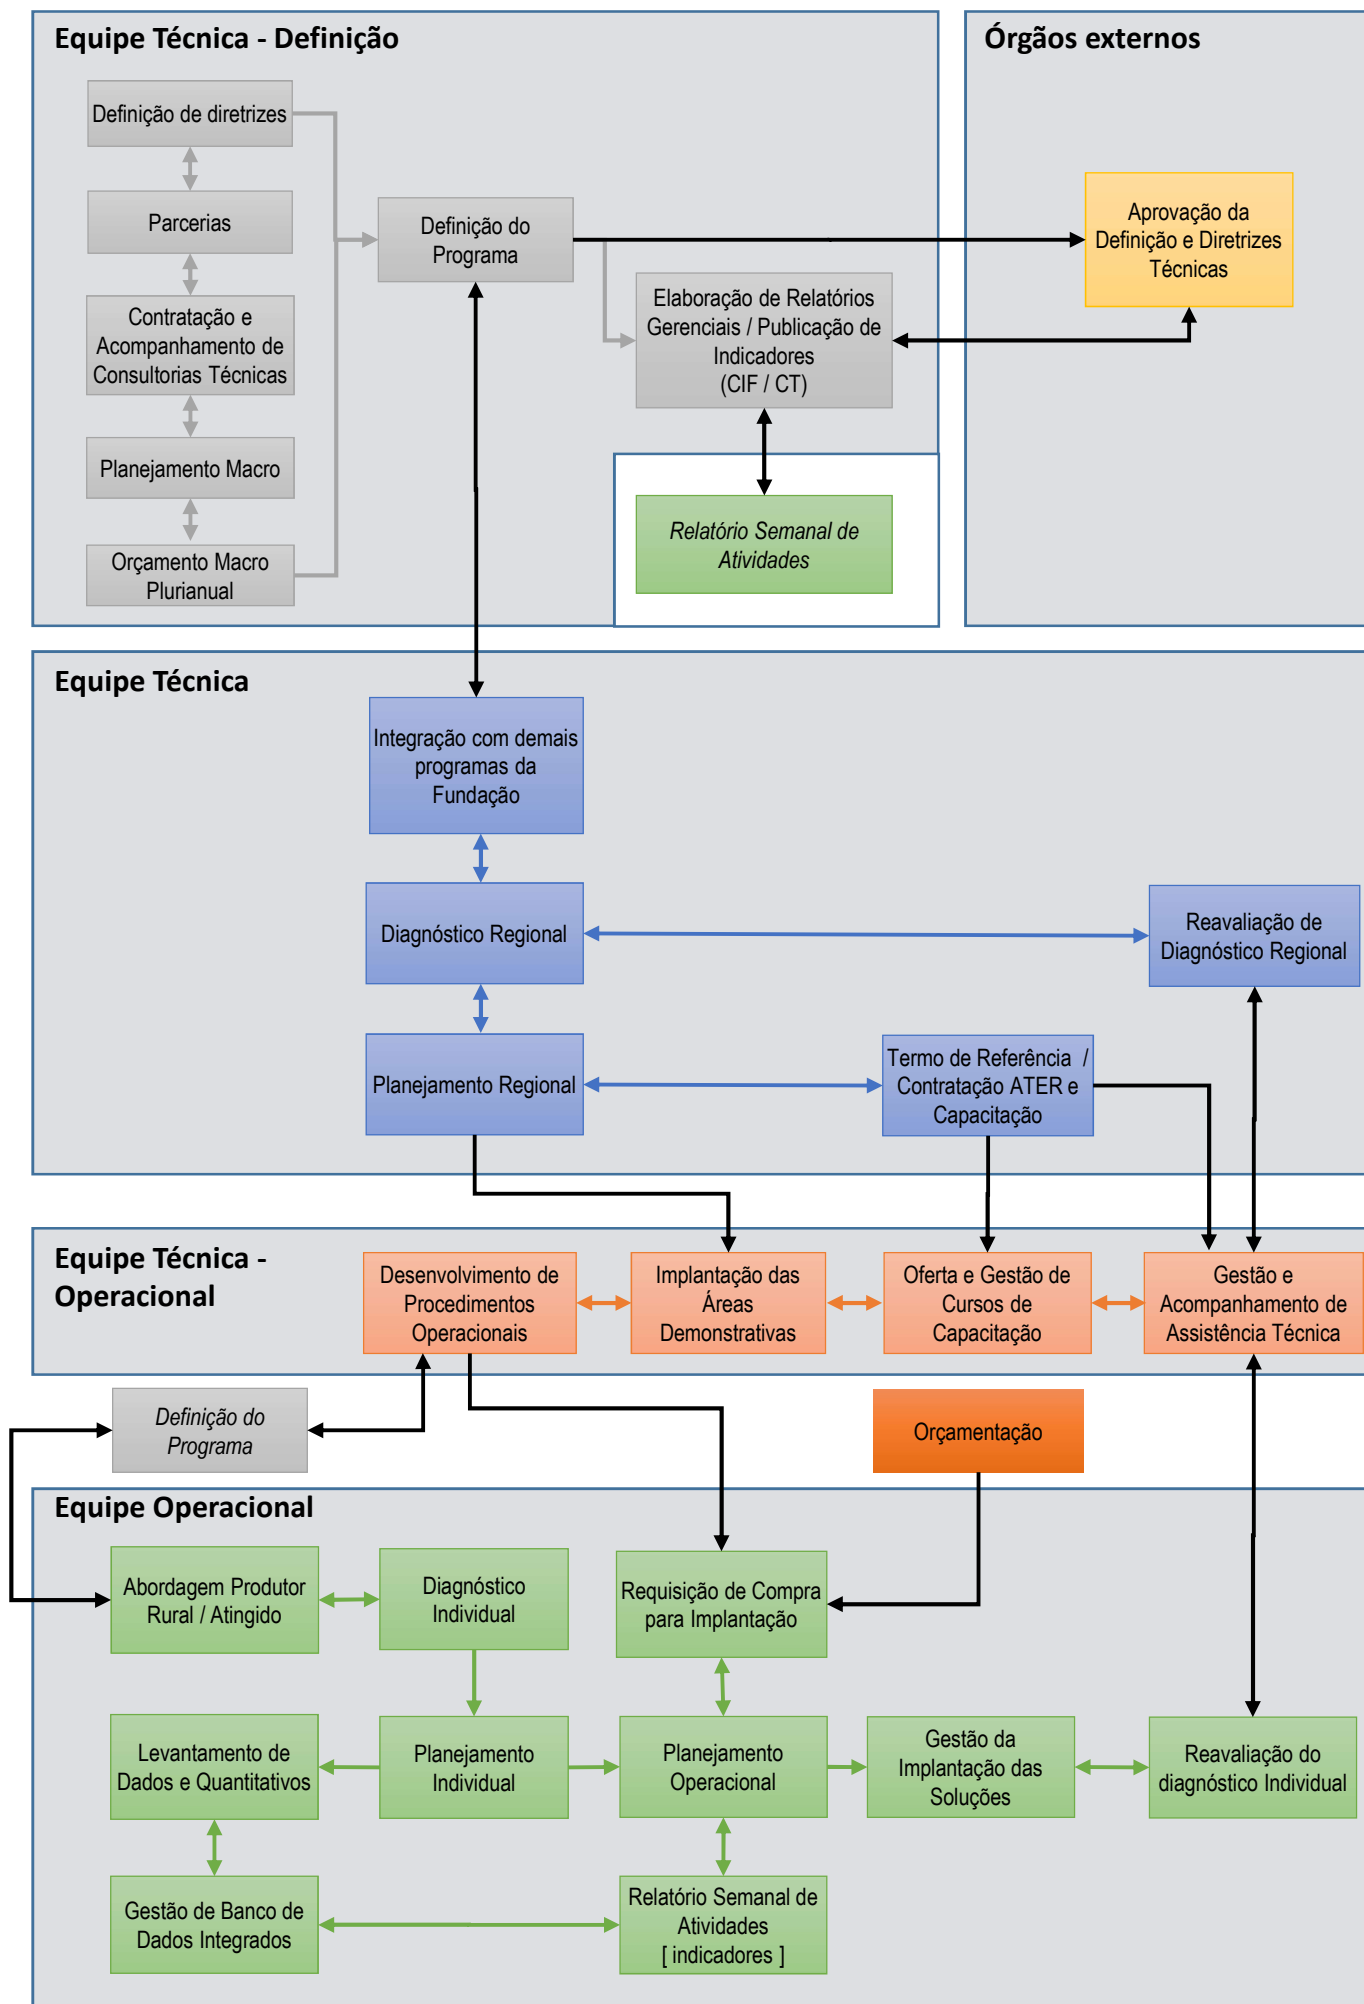 Equipe Técnica - Definição
Órgãos externos
Definição de diretrizes
Parcerias
Contratação e
Acompanhamento de
Consultorias Técnicas
Planejamento Macro
Orçamento Macro
Plurianual
Definição do
Programa
Elaboração de Relatórios
Gerenciais / Publicação de
Indicadores
(CIF / CT)
Relatório Semanal de
Atividades
Aprovação da
Definição e Diretrizes
Técnicas
Equipe Técnica
Integração com demais
programas da
Fundação
Diagnóstico Regional
Reavaliação de
Diagnóstico Regional
Planejamento Regional
Termo de Referência /
Contratação ATER e
Capacitação
Equipe Técnica -
Operacional
Desenvolvimento de
Procedimentos
Operacionais
Implantação das
Áreas
Demonstrativas
Oferta e Gestão de
Cursos de
Capacitação
Gestão e
Acompanhamento de
Assistência Técnica
Definição do
Programa
Orçamentação
Equipe Operacional
Abordagem Produtor
Rural / Atingido
Diagnóstico
Individual
Requisição de Compra
para Implantação
Levantamento de
Dados e Quantitativos
Planejamento
Individual
Planejamento
Operacional
Gestão da
Implantação das
Soluções
Reavaliação do
diagnóstico Individual
Gestão de Banco de
Dados Integrados
Relatório Semanal de
Atividades
[ indicadores ]